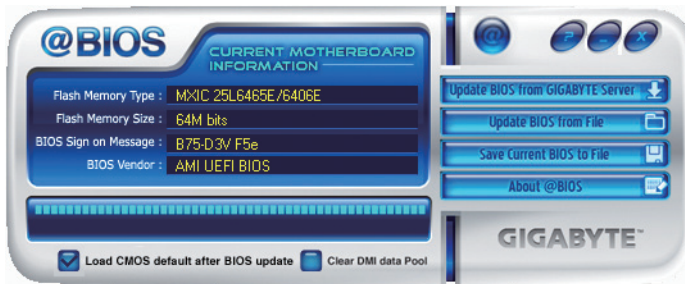 @BIOS
CURRENT MOTHERBOARD
INFORMATION
Flash Memory Type : MXIC 25L6465E/6406E
Flash Memory Size : 64M bits
BIOS Sign on Message : B75-D3V F5e
BIOS Vendor : AMI UEFI BIOS
Load CMOS default after BIOS update Clear DMI data Pool
@ ? – X
Update BIOS from GIGABYTE Server
Update BIOS from File
Save Current BIOS to File
About @BIOS
GIGABYTE™